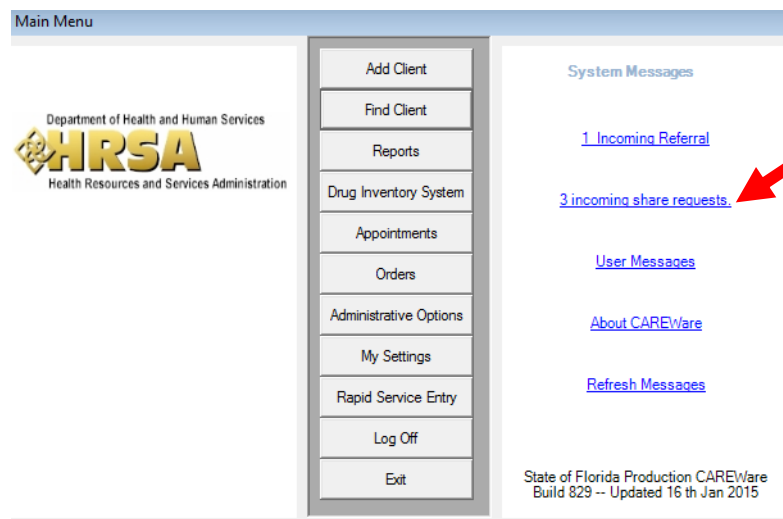 Main Menu
Department of Health and Human Services
HRSA
Health Resources and Services Administration
Add Client
Find Client
Reports
Drug Inventory System
Appointments
Orders
Administrative Options
My Settings
Rapid Service Entry
Log Off
Exit
System Messages
1 Incoming Referral
3 incoming share requests.
User Messages
About CAREWare
Refresh Messages
State of Florida Production CAREWare
Build 829 -- Updated 16 th Jan 2015